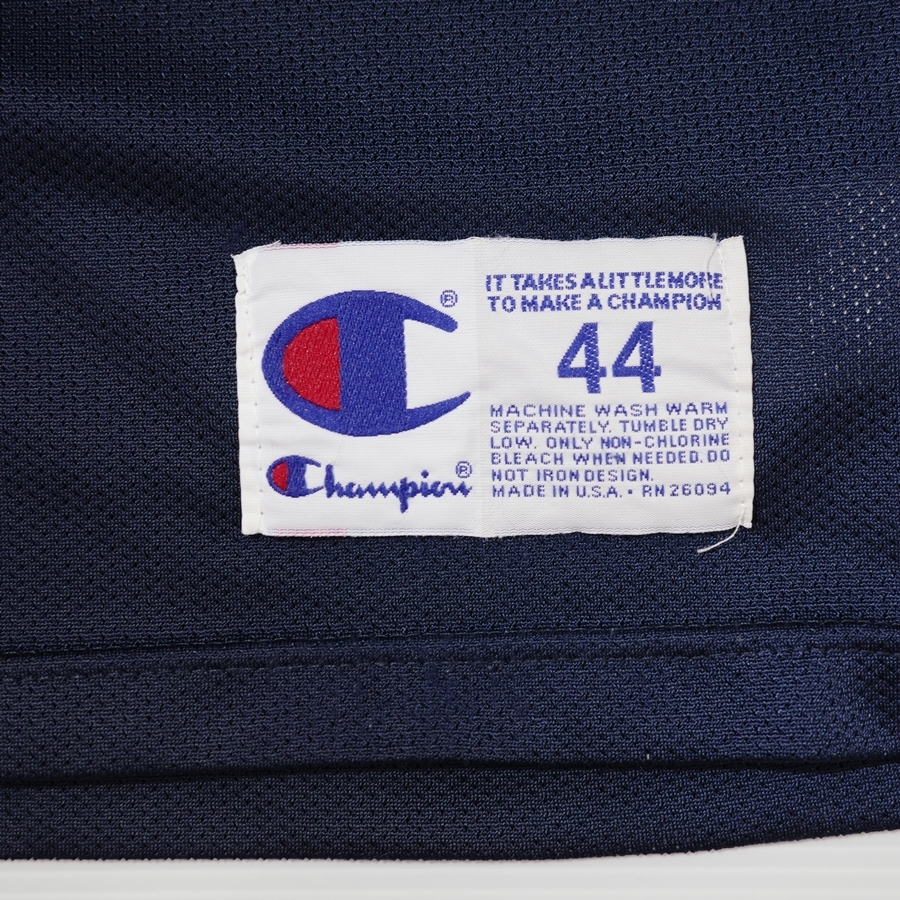 ®
Champion®
IT TAKES A LITTLE MORE
TO MAKE A CHAMPION
44
MACHINE WASH WARM
SEPARATELY. TUMBLE DRY
LOW. ONLY NON-CHLORINE
BLEACH WHEN NEEDED. DO
NOT IRON DESIGN.
MADE IN U.S.A. • RN 26094